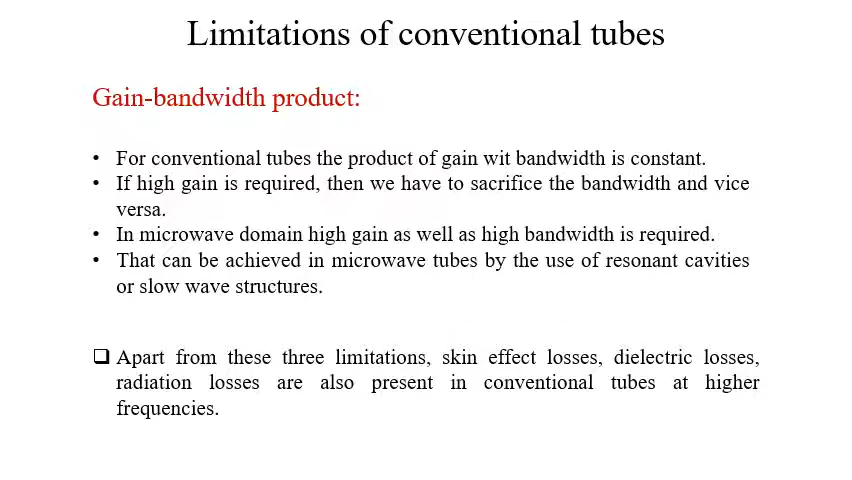 Limitations of conventional tubes
Gain-bandwidth product:
• For conventional tubes the product of gain wit bandwidth is constant.
• If high gain is required, then we have to sacrifice the bandwidth and vice
versa.
• In microwave domain high gain as well as high bandwidth is required.
• That can be achieved in microwave tubes by the use of resonant cavities
or slow wave structures.
❑ Apart from these three limitations, skin effect losses, dielectric losses,
radiation losses are also present in conventional tubes at higher
frequencies.